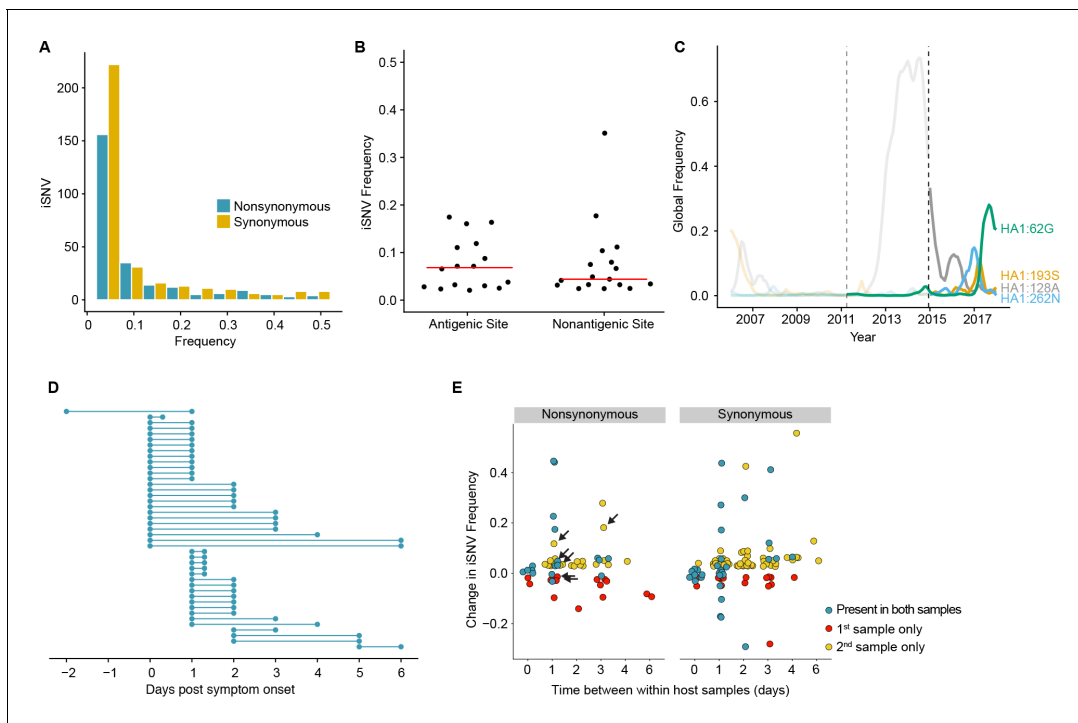 A
iSNV
200
150
100
50
0
0
0.1
0.2
0.3
0.4
0.5
Frequency
Nonsynonymous
Synonymous
B
iSNV Frequency
0.5
0.4
0.3
0.2
0.1
0.0
Antigenic Site
Nonantigenic Site
C
Global Frequency
0.6
0.4
0.2
0.0
2007
2009
2011
2013
2015
2017
Year
HA1:62G
HA1:193S
HA1:128A
HA1:262N
D
−2
−1
0
1
2
3
4
5
6
Days post symptom onset
E
Nonsynonymous
Synonymous
Change in iSNV Frequency
0.4
0.2
0.0
−0.2
0
1
2
3
4
5
6
0
1
2
3
4
5
6
Time between within host samples (days)
Present in both samples
1st sample only
2nd sample only